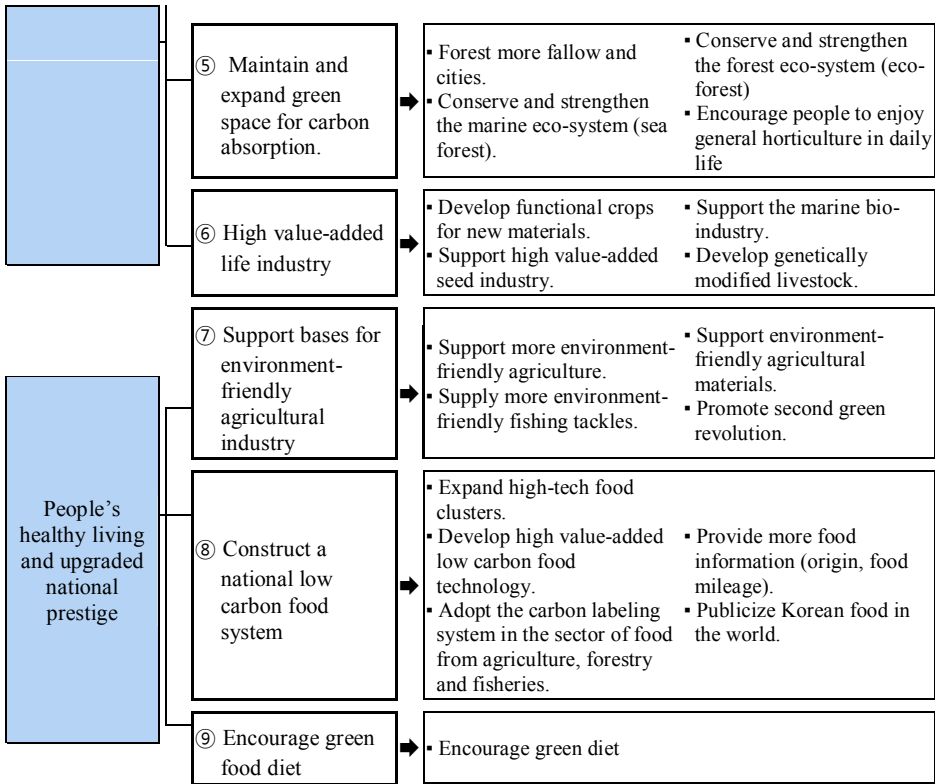 ⑤ Maintain and
expand green
space for carbon
absorption.
▪ Forest more fallow and
cities.
▪ Conserve and strengthen
the marine eco-system (sea
forest).
▪ Conserve and strengthen
the forest eco-system (eco-
forest)
▪ Encourage people to enjoy
general horticulture in daily
life
⑥ High value-added
life industry
▪ Develop functional crops
for new materials.
▪ Support high value-added
seed industry.
▪ Support the marine bio-
industry.
▪ Develop genetically
modified livestock.
People’s
healthy living
and upgraded
national
prestige
⑦ Support bases for
environment-
friendly
agricultural
industry
▪ Support more environment-
friendly agriculture.
▪ Supply more environment-
friendly fishing tackles.
▪ Support environment-
friendly agricultural
materials.
▪ Promote second green
revolution.
⑧ Construct a
national low
carbon food
system
▪ Expand high-tech food
clusters.
▪ Develop high value-added
low carbon food
technology.
▪ Adopt the carbon labeling
system in the sector of food
from agriculture, forestry
and fisheries.
▪ Provide more food
information (origin, food
mileage).
▪ Publicize Korean food in
the world.
⑨ Encourage green
food diet
▪ Encourage green diet